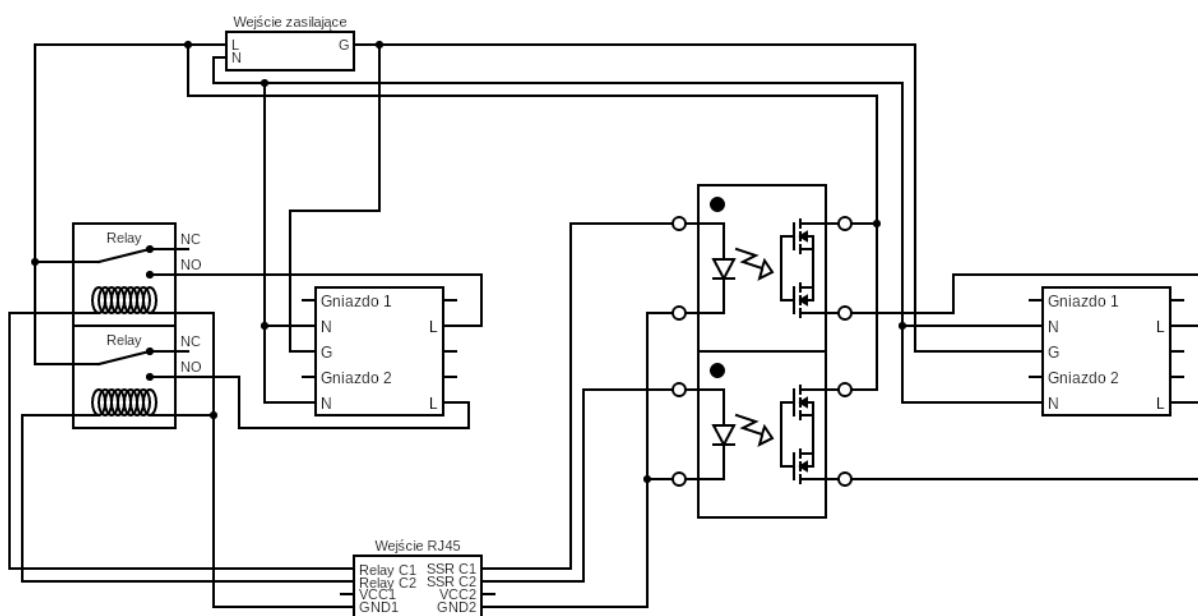 Wejście zasilające
L G
N
Relay NC
NO
Relay NC
NO
Gniazdo 1
N L
G
Gniazdo 2
N L
Gniazdo 1
N L
G
Gniazdo 2
N L
Wejście RJ45
Relay C1 SSR C1
Relay C2 SSR C2
VCC1 VCC2
GND1 GND2